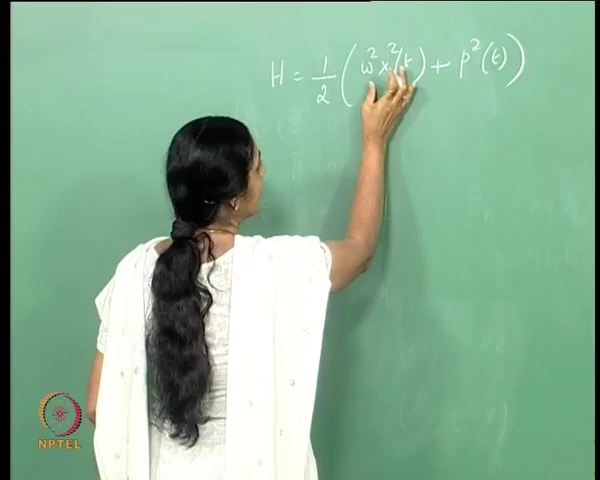 H = 1/2 (ω²x²(t) + p²(t))
NPTEL